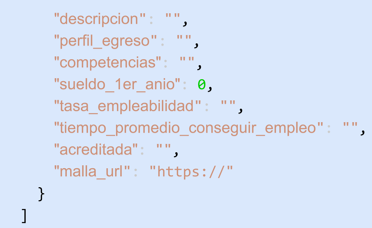 "descripcion": "",
"perfil_egreso": "",
"competencias": "",
"sueldo_1er_anio": 0,
"tasa_empleabilidad": "",
"tiempo_promedio_conseguir_empleo": "",
"acreditada": "",
"malla_url": "https://"
}
]